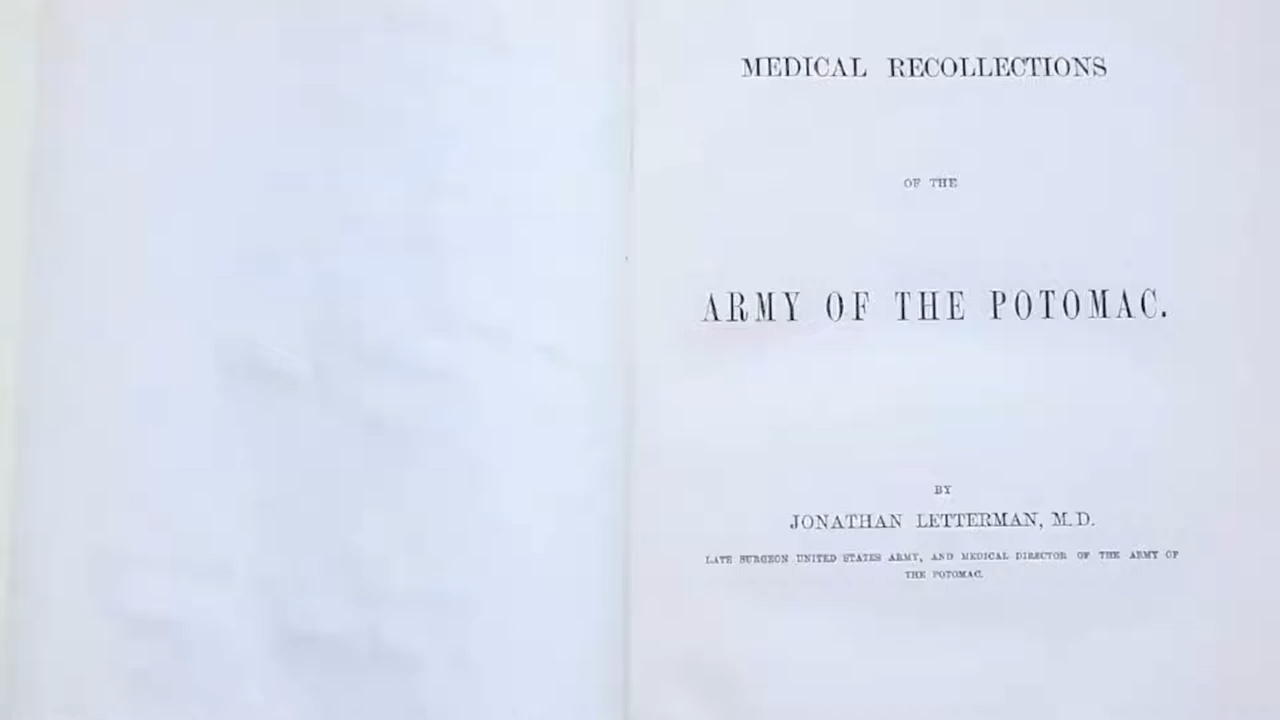 MEDICAL RECOLLECTIONS
OF THE
ARMY OF THE POTOMAC.
BY
JONATHAN LETTERMAN, M.D.
LATE SURGEON UNITED STATES ARMY, AND MEDICAL DIRECTOR OF THE ARMY OF
THE POTOMAC.